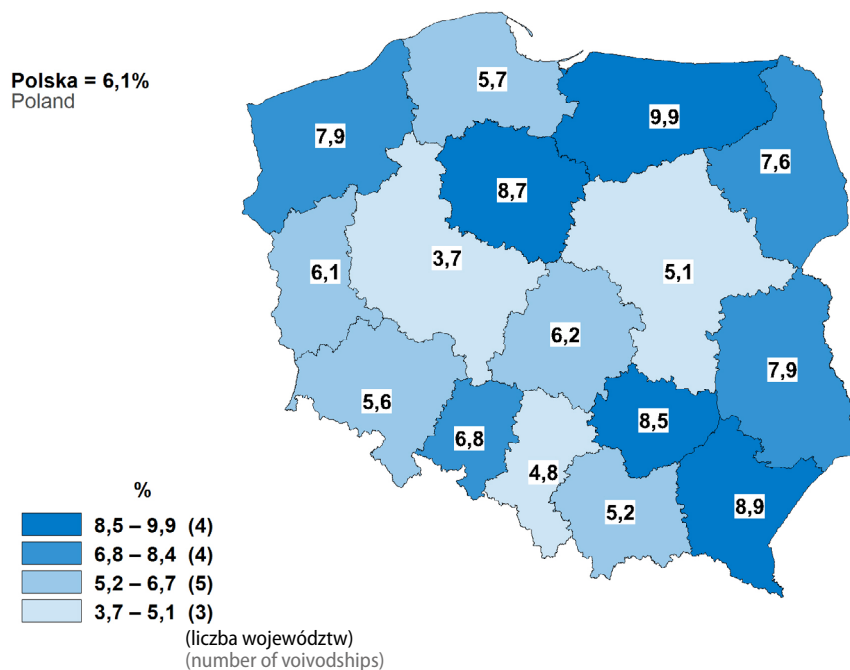 Polska = 6,1%
Poland
5,7
9,9
7,9
7,6
8,7
3,7
5,1
6,1
6,2
7,9
5,6
8,5
6,8
4,8
5,2
8,9
%
8,5 – 9,9 (4)
6,8 – 8,4 (4)
5,2 – 6,7 (5)
3,7 – 5,1 (3)
(liczba województw)
(number of voivodships)